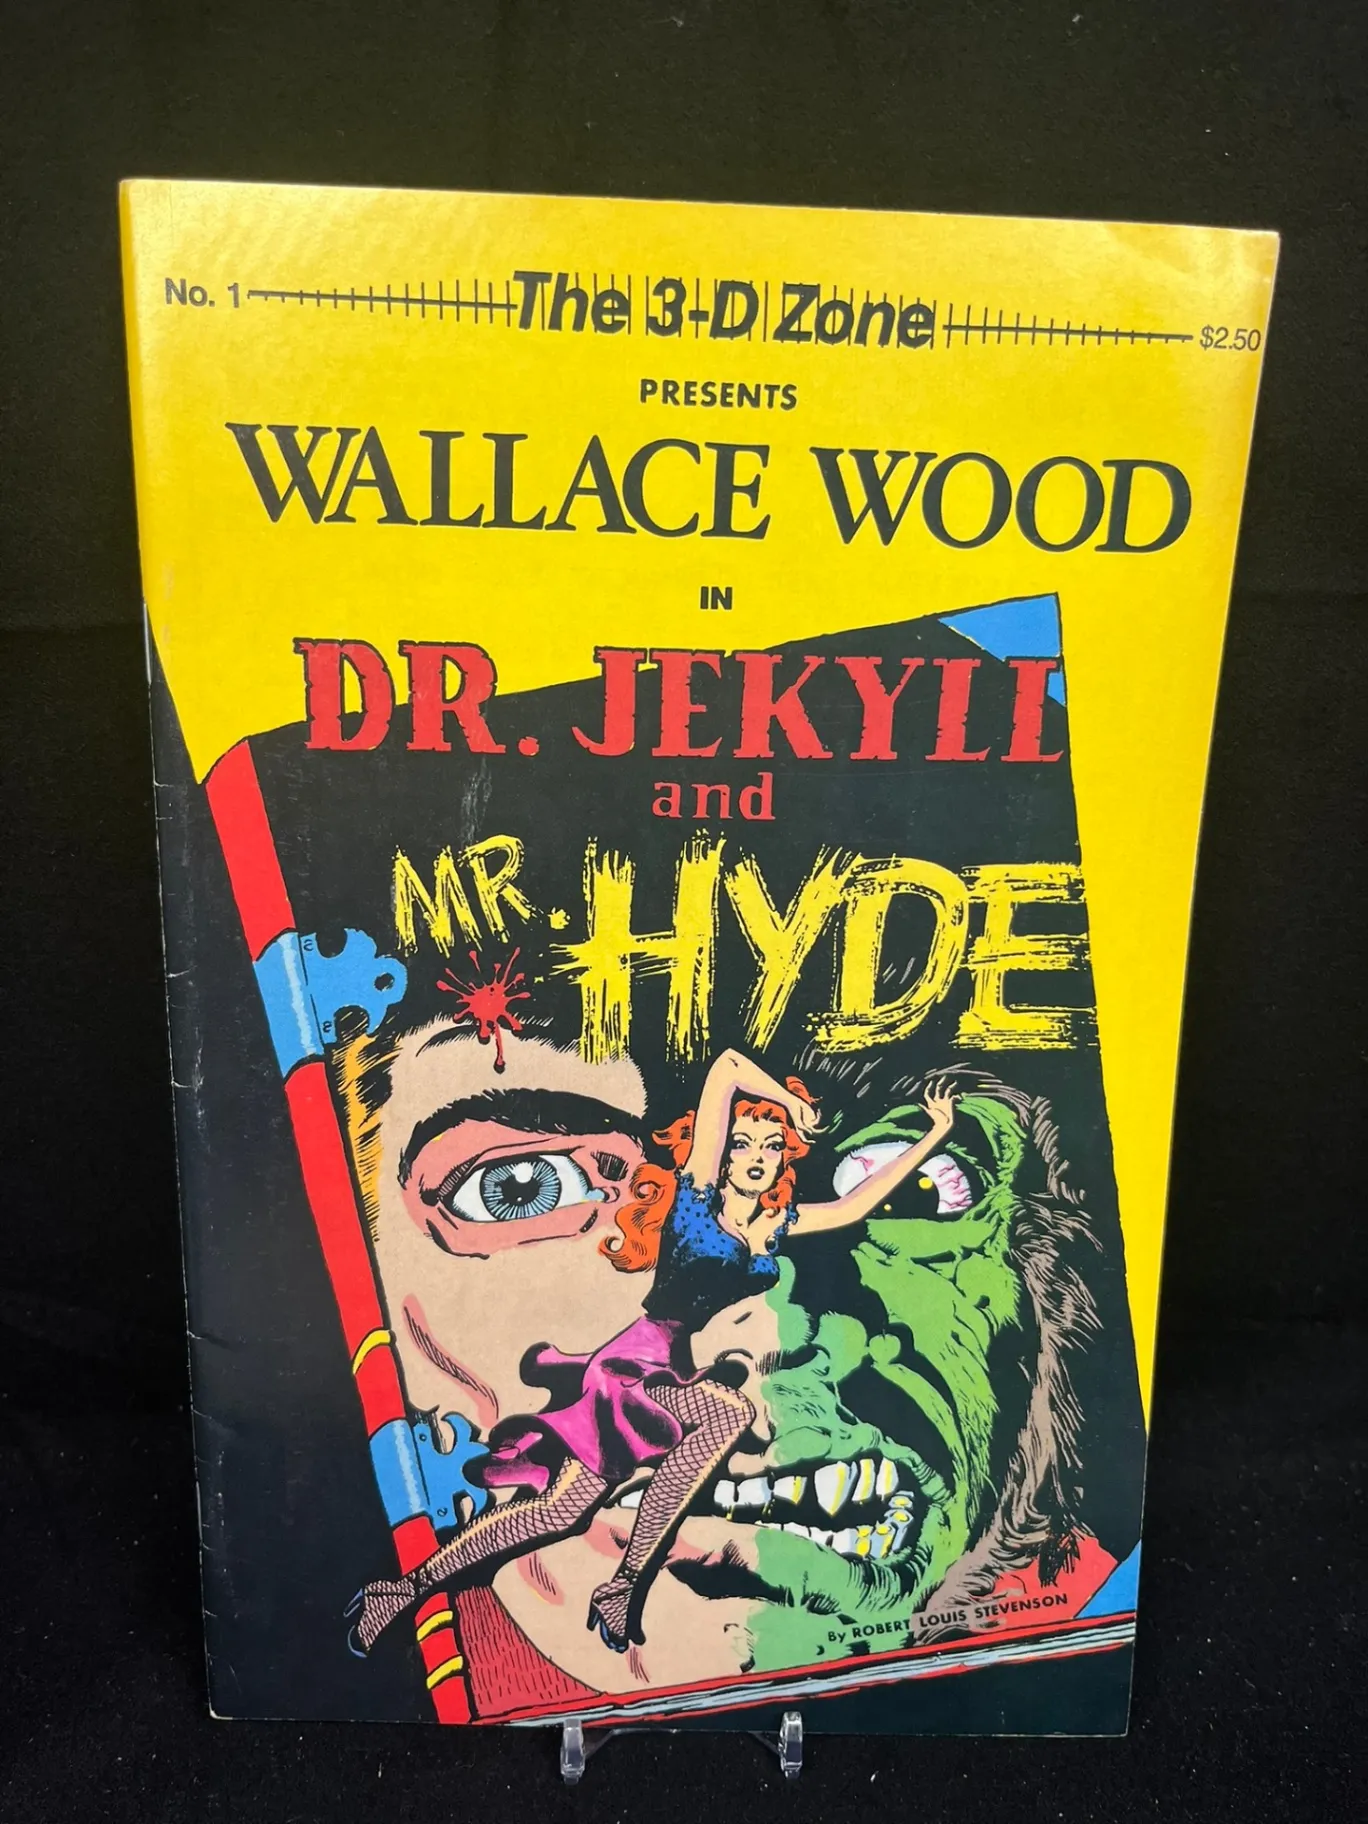 No. 1 The 3-D Zone $2.50
PRESENTS
WALLACE WOOD
IN
DR. JEKYLL
and
MR. HYDE
By ROBERT LOUIS STEVENSON